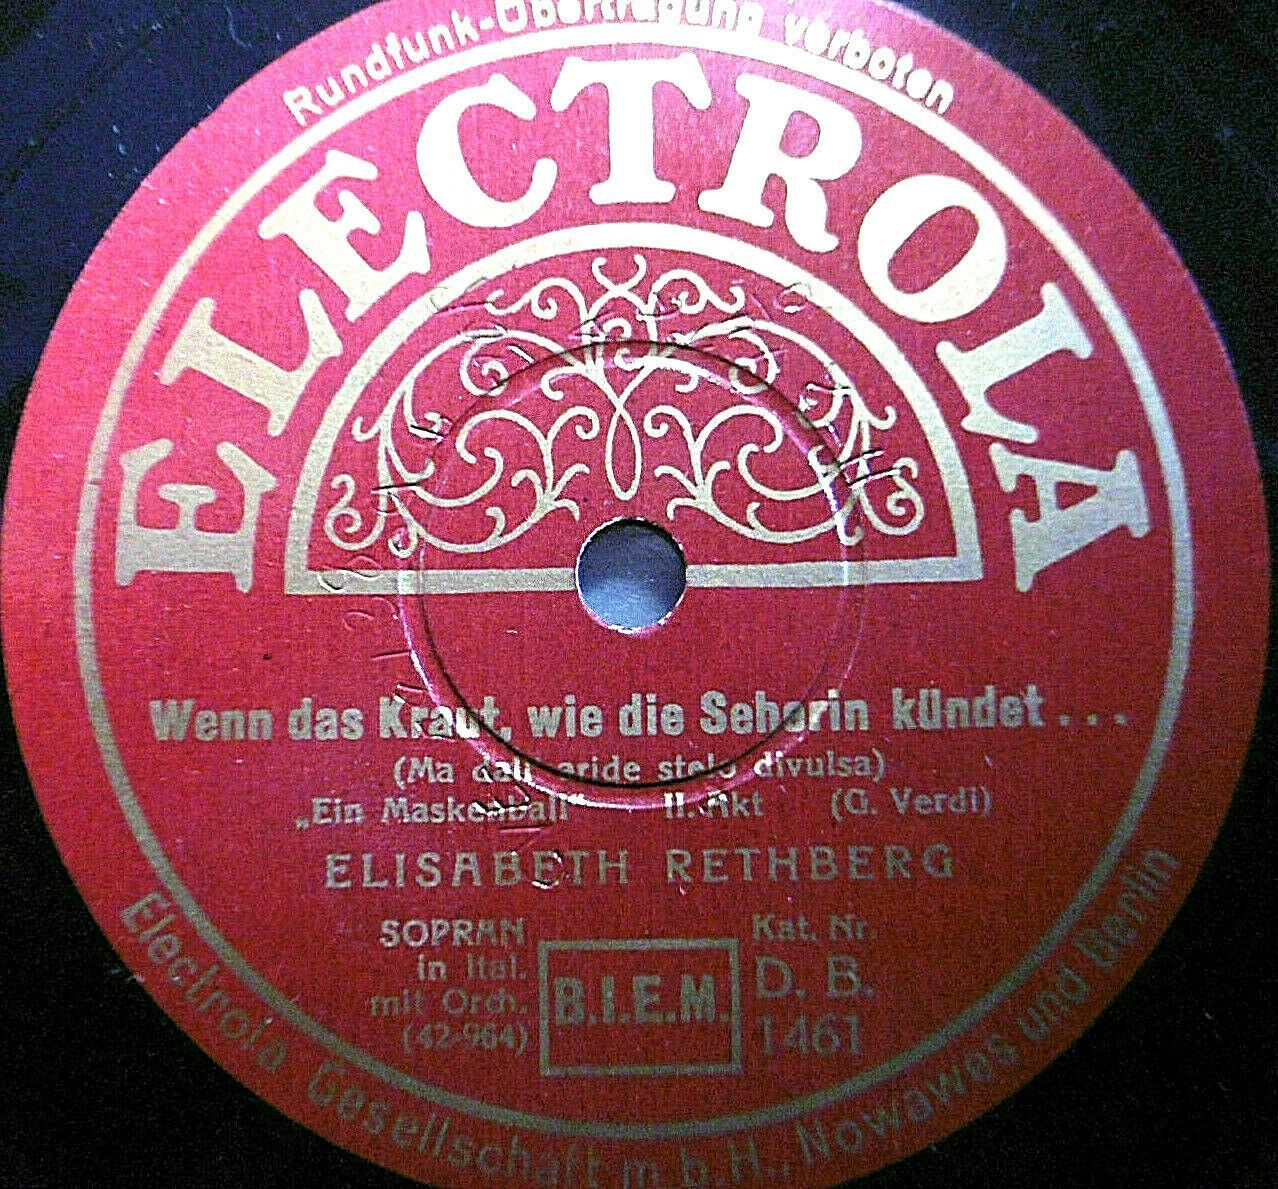 Rundfunk-Übertragung verboten
ELECTROLA
Wenn das Kraut, wie die Seherin kündet...
(Ma dall'aride stelo divulsa)
„Ein Maskenball" II. Akt (G. Verdi)
ELISABETH RETHBERG
SOPRAN
in ital.
mit Orch.
(42-964)
B.I.E.M.
Kat. Nr.
D. B.
1461
Electrola Gesellschaft m.b.H., Nowawes und Berlin